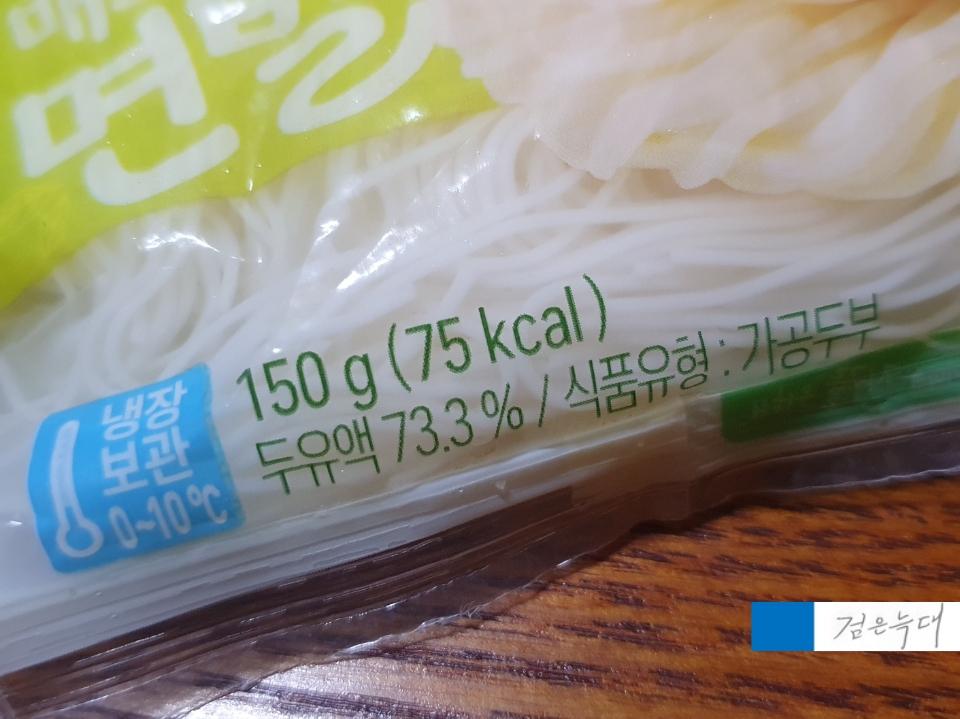 면
150 g (75 kcal)
두유액 73.3 % / 식품유형 : 가공두부
냉장
보관
0~10℃
검은늑대